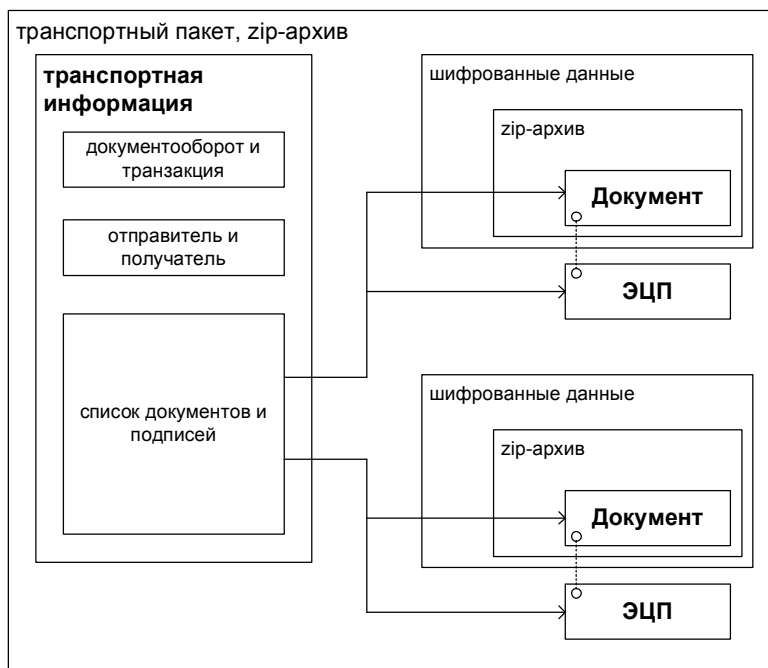 транспортный пакет, zip-архив
транспортная
информация
документооборот и
транзакция
отправитель и
получатель
список документов и
подписей
шифрованные данные
zip-архив
Документ
ЭЦП
шифрованные данные
zip-архив
Документ
ЭЦП